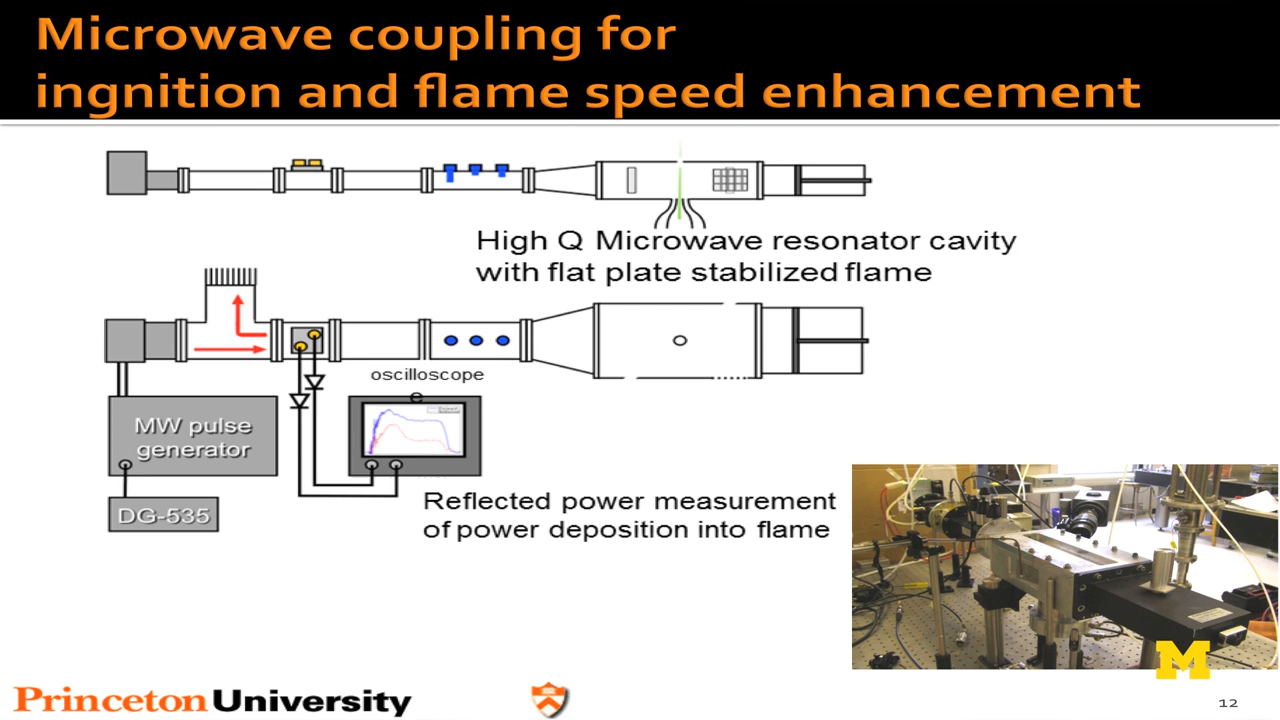 Microwave coupling for
ingnition and flame speed enhancement
High Q Microwave resonator cavity
with flat plate stabilized flame
oscilloscope
e
MW pulse
generator
DG-535
Reflected power measurement
of power deposition into flame
M
Princeton University
12